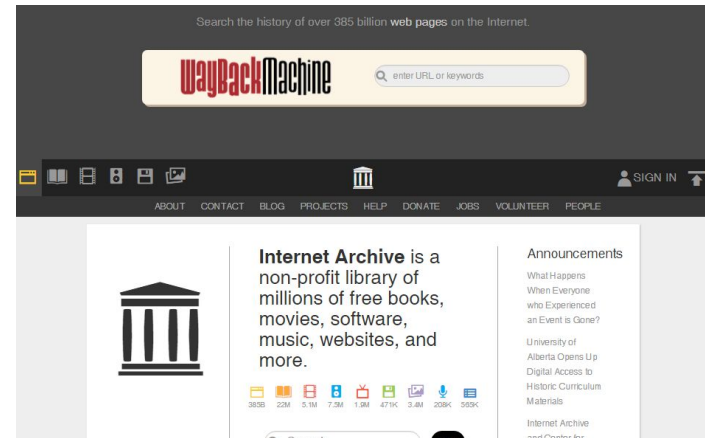 Search the history of over 385 billion web pages on the Internet.
WayBackMachine
enter URL or keywords
SIGN IN
ABOUT CONTACT BLOG PROJECTS HELP DONATE JOBS VOLUNTEER PEOPLE
Internet Archive is a
non-profit library of
millions of free books,
movies, software,
music, websites, and
more.
385B 22M 5.1M 7.5M 1.9M 471K 3.4M 208K 565K
Announcements
What Happens
When Everyone
who Experienced
an Event is Gone?
University of
Alberta Opens Up
Digital Access to
Historic Curriculum
Materials
Internet Archive
and Center for